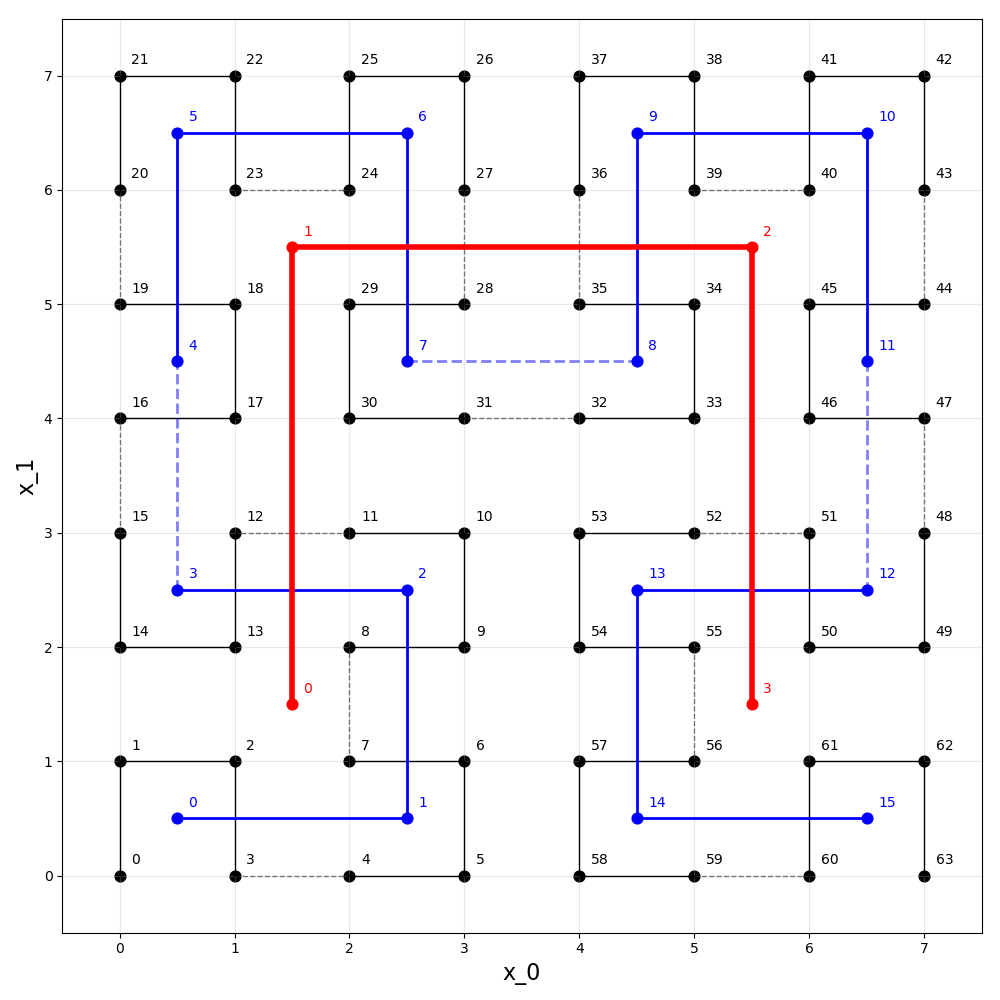 21 22 25 26 37 38 41 42
7
5 6 9 10
20 23 24 27 36 39 40 43
6
1 2
19 18 29 28 35 34 45 44
5
4 7 8 11
16 17 30 31 32 33 46 47
4
x_1
15 12 11 10 53 52 51 48
3
3 2 13 12
14 13 8 9 54 55 50 49
2
0 3
1 2 7 6 57 56 61 62
1
0 1 14 15
0 3 4 5 58 59 60 63
0
0 1 2 3 4 5 6 7
x_0